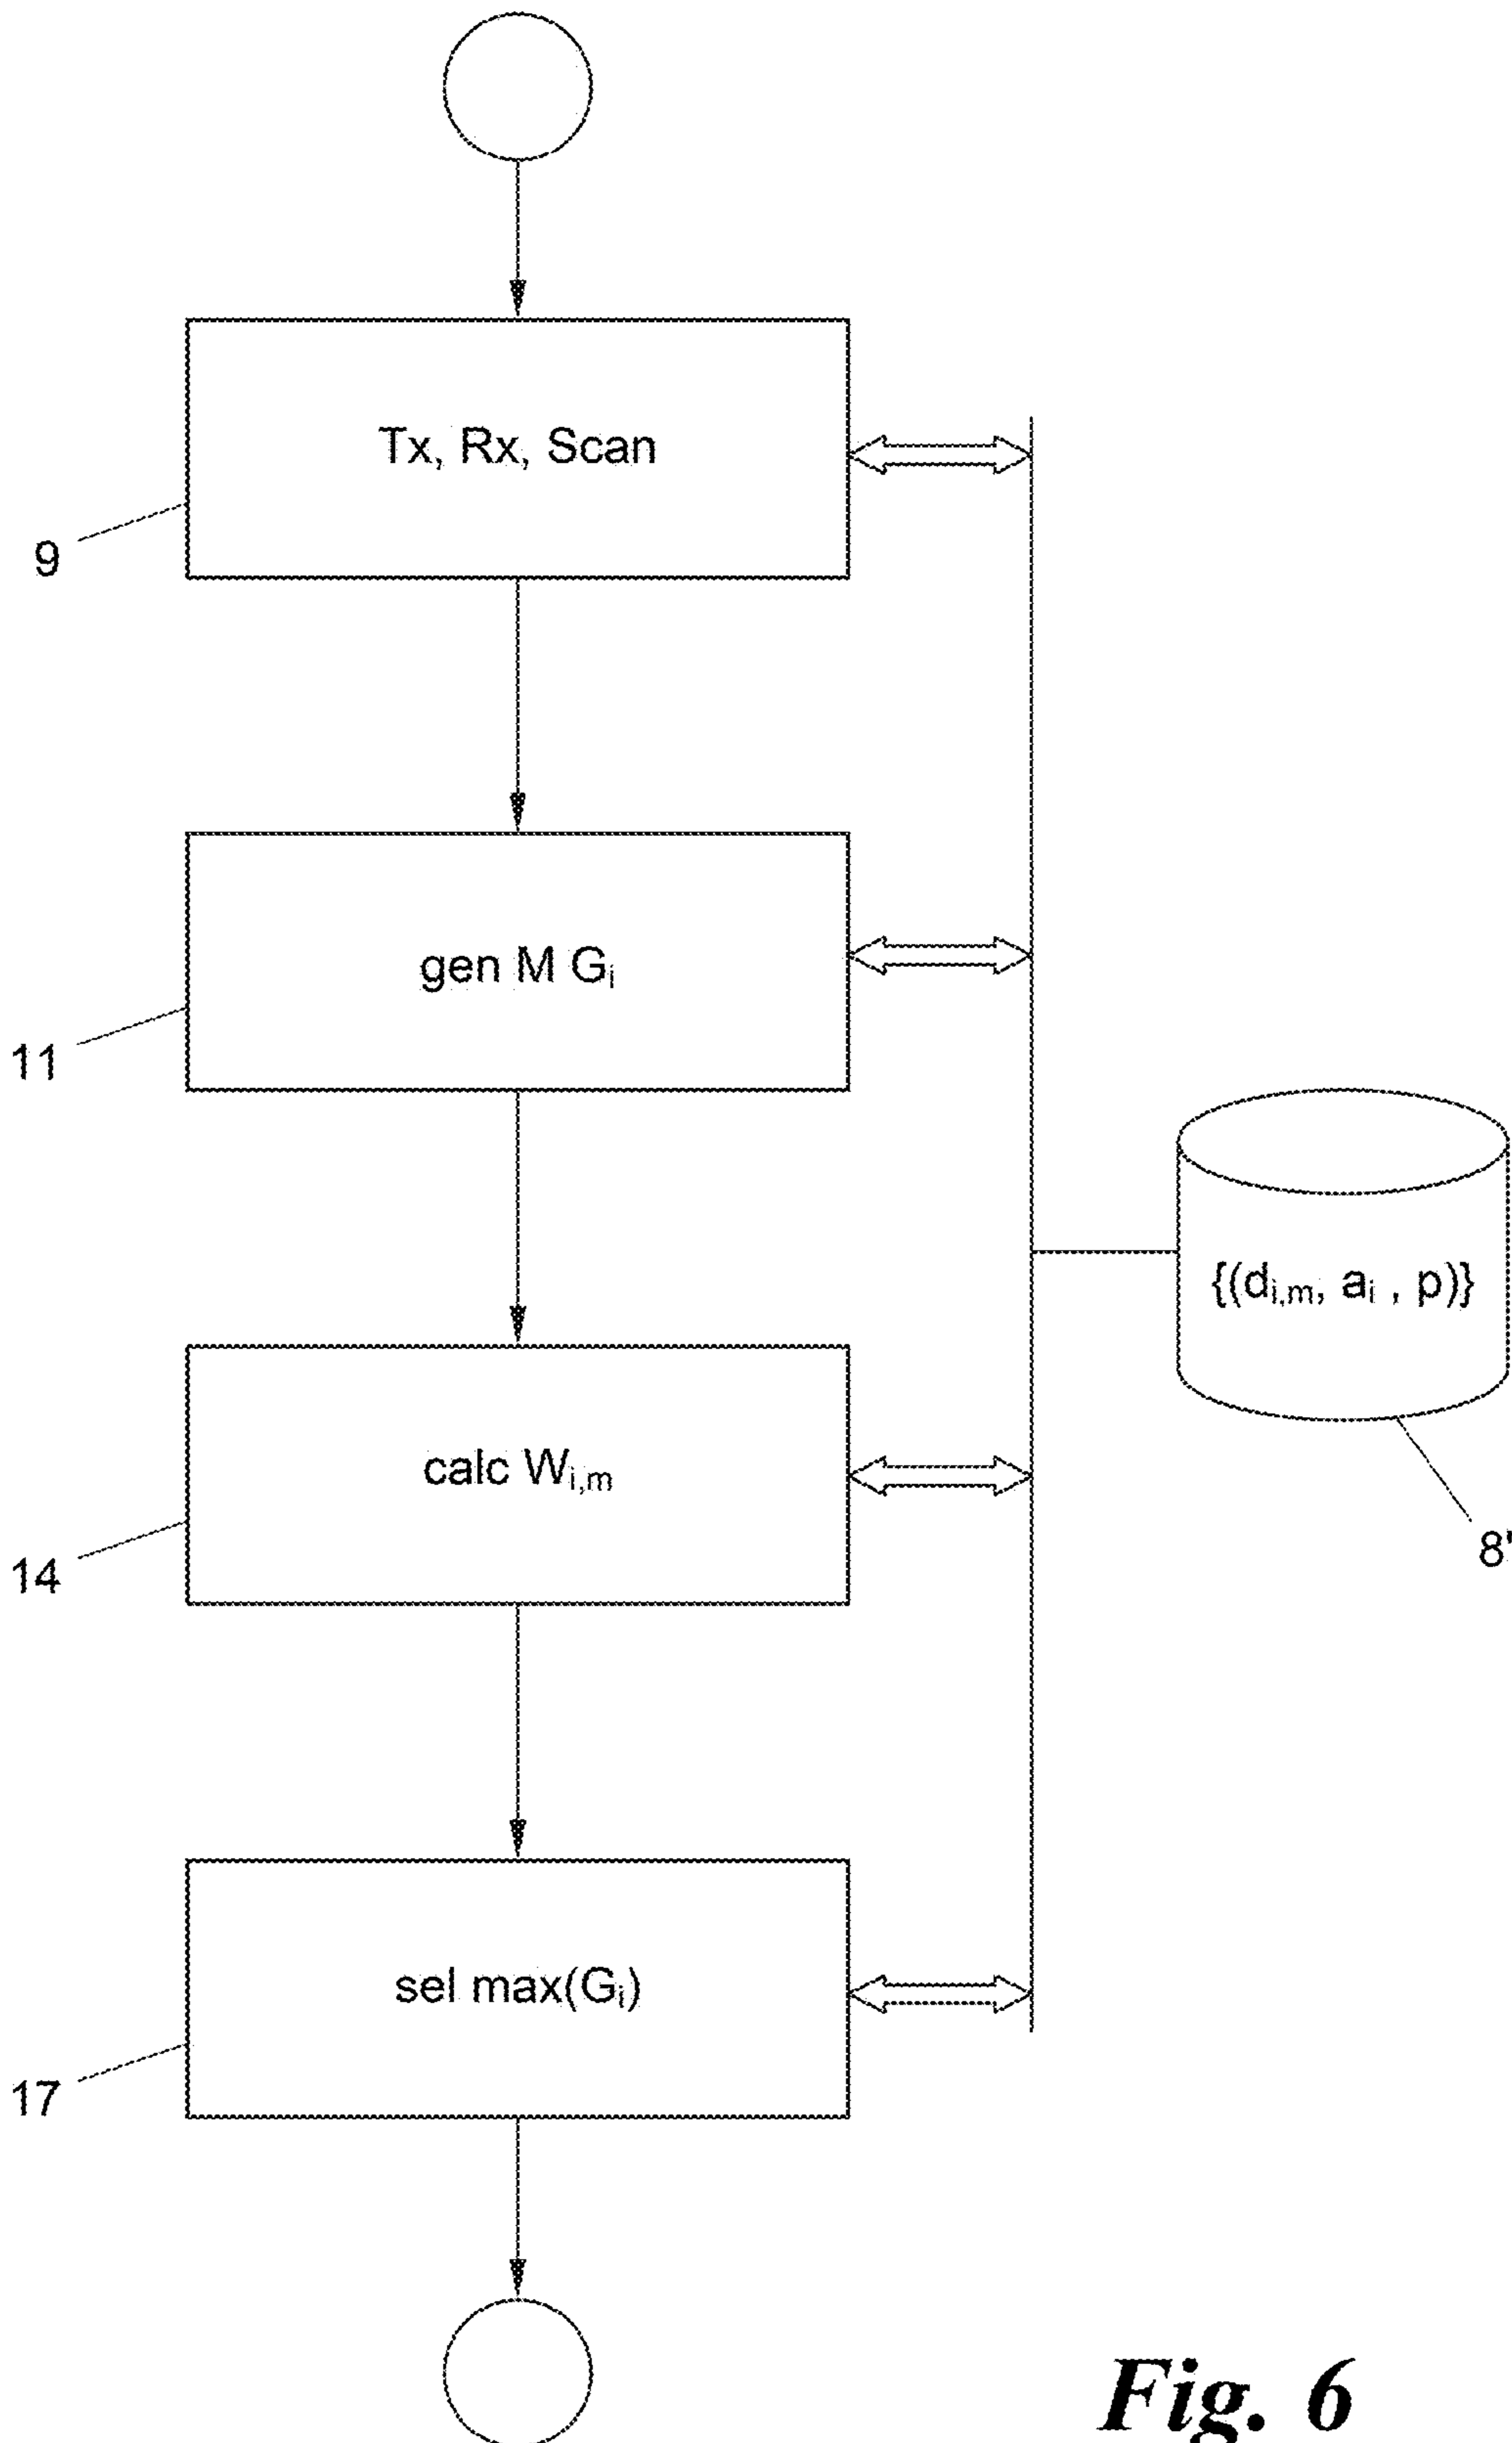 Tx, Rx, Scan
9
gen M Gᵢ
11
{(dᵢ,ₘ, aᵢ , p)}
calc Wᵢ,ₘ
14
8'
sel max(Gᵢ)
17
Fig. 6